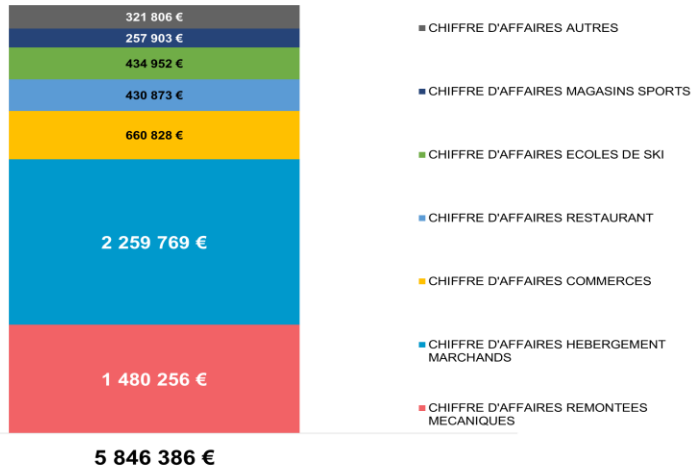 321 806 €
257 903 €
434 952 €
430 873 €
660 828 €
2 259 769 €
1 480 256 €
5 846 386 €
CHIFFRE D'AFFAIRES AUTRES
CHIFFRE D'AFFAIRES MAGASINS SPORTS
CHIFFRE D'AFFAIRES ECOLES DE SKI
CHIFFRE D'AFFAIRES RESTAURANT
CHIFFRE D'AFFAIRES COMMERCES
CHIFFRE D'AFFAIRES HEBERGEMENT
MARCHANDS
CHIFFRE D'AFFAIRES REMONTEES
MECANIQUES